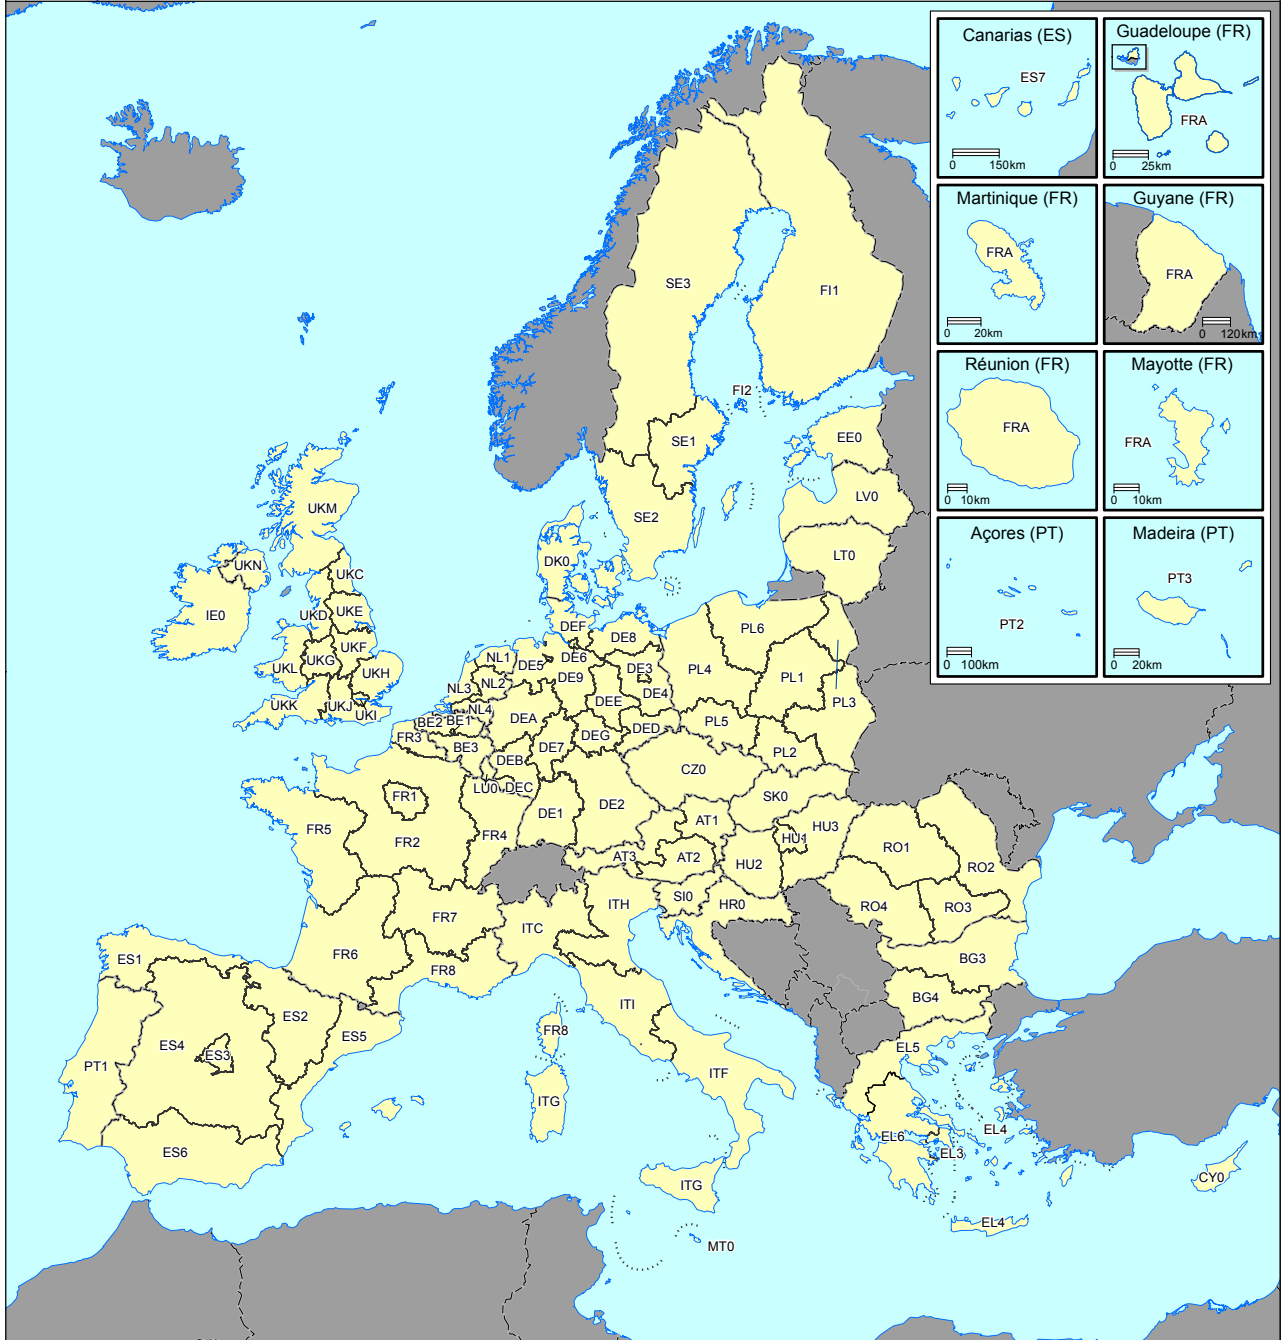 Canarias (ES)
ES7
0 150km
Guadeloupe (FR)
FRA
0 25km
Martinique (FR)
FRA
0 20km
Guyane (FR)
FRA
0 120km
Réunion (FR)
FRA
0 10km
Mayotte (FR)
FRA
0 10km
Açores (PT)
PT2
0 100km
Madeira (PT)
PT3
0 20km
SE3
FI1
FI2
SE1
EE0
LV0
SE2
UKM
LT0
DK0
UKN
UKC
IE0
UKD
UKE
DEF
DE8
PL6
UKF
UKL
UKG
UKH
NL1
DE5
DE6
DE3
PL4
PL1
NL3
NL2
DE9
DE4
PL3
UKK
UKJ
UKI
NL4
DEE
BE2
BE1
DEA
PL5
FR3
BE3
DE7
DEG
DED
PL2
DEB
CZ0
LU0
DEC
FR1
SK0
DE1
DE2
FR5
FR2
FR4
AT1
HU3
HU1
RO1
AT3
AT2
HU2
RO2
SI0
HR0
ITH
RO4
RO3
FR7
ITC
FR6
FR8
BG3
ES1
BG4
ITI
ES2
FR8
ES5
ES4
ES3
EL5
PT1
ITF
ITG
EL4
EL6
EL3
ES6
ITG
CY0
EL4
MT0